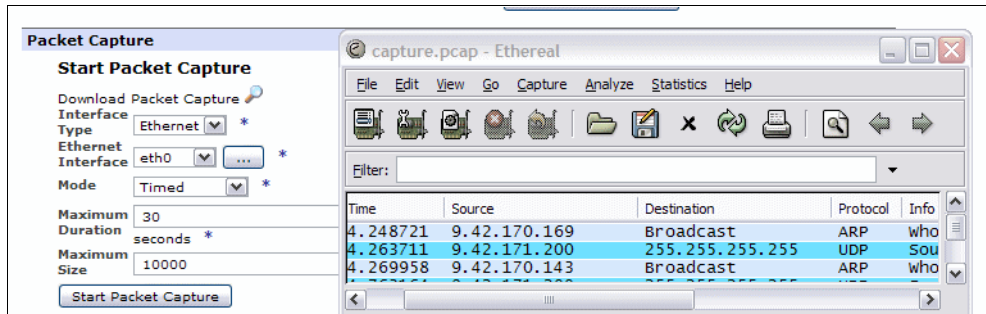 Packet Capture
Start Packet Capture
Download Packet Capture
Interface Type Ethernet *
Ethernet Interface eth0 ... *
Mode Timed *
Maximum Duration 30
seconds *
Maximum Size 10000
Start Packet Capture
capture.pcap - Ethereal
File Edit View Go Capture Analyze Statistics Help
Filter:
Time Source Destination Protocol Info
4.248721 9.42.170.169 Broadcast ARP Who
4.263711 9.42.171.200 255.255.255.255 UDP Sou
4.269958 9.42.170.143 Broadcast ARP Who